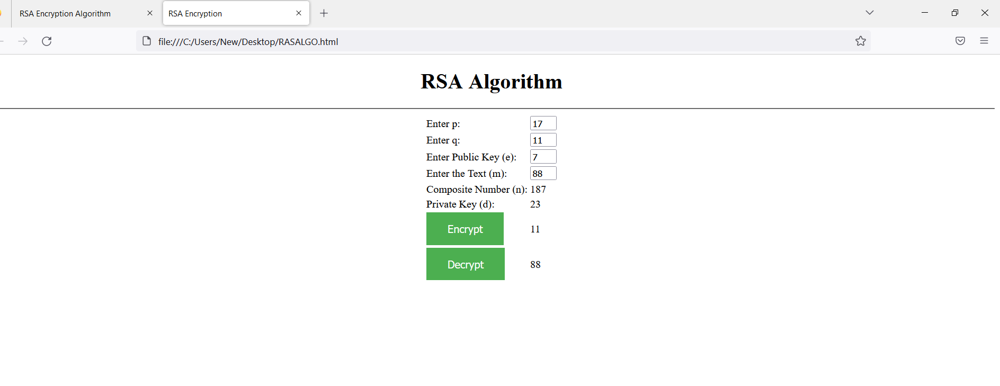 RSA Encryption Algorithm
RSA Encryption
file:///C:/Users/New/Desktop/RASALGO.html
RSA Algorithm
Enter p: 17
Enter q: 11
Enter Public Key (e): 7
Enter the Text (m): 88
Composite Number (n): 187
Private Key (d): 23
Encrypt 11
Decrypt 88